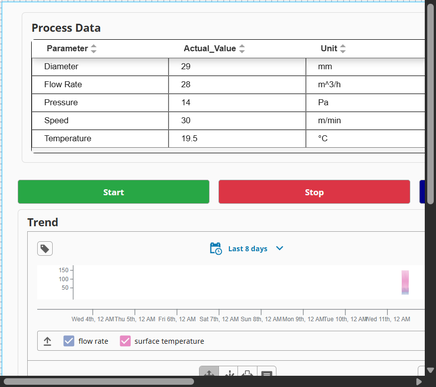 Process Data
Parameter Actual_Value Unit
Diameter 29 mm
Flow Rate 28 m^3/h
Pressure 14 Pa
Speed 30 m/min
Temperature 19.5 °C
Start Stop
Trend
Last 8 days
150
100
50
Wed 4th, 12 AM Thu 5th, 12 AM Fri 6th, 12 AM Sat 7th, 12 AM Sun 8th, 12 AM Mon 9th, 12 AM Tue 10th, 12 AM Wed 11th, 12 AM
flow rate surface temperature